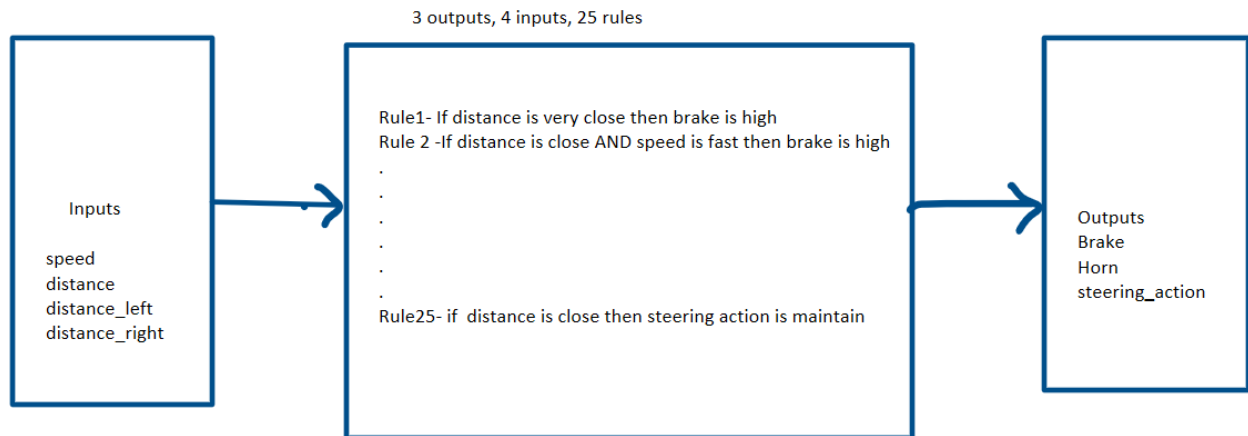 3 outputs, 4 inputs, 25 rules
Inputs
speed
distance
distance_left
distance_right
Rule1- If distance is very close then brake is high
Rule 2 -If distance is close AND speed is fast then brake is high
.
.
.
.
.
.
Rule25- if  distance is close then steering action is maintain
Outputs
Brake
Horn
steering_action